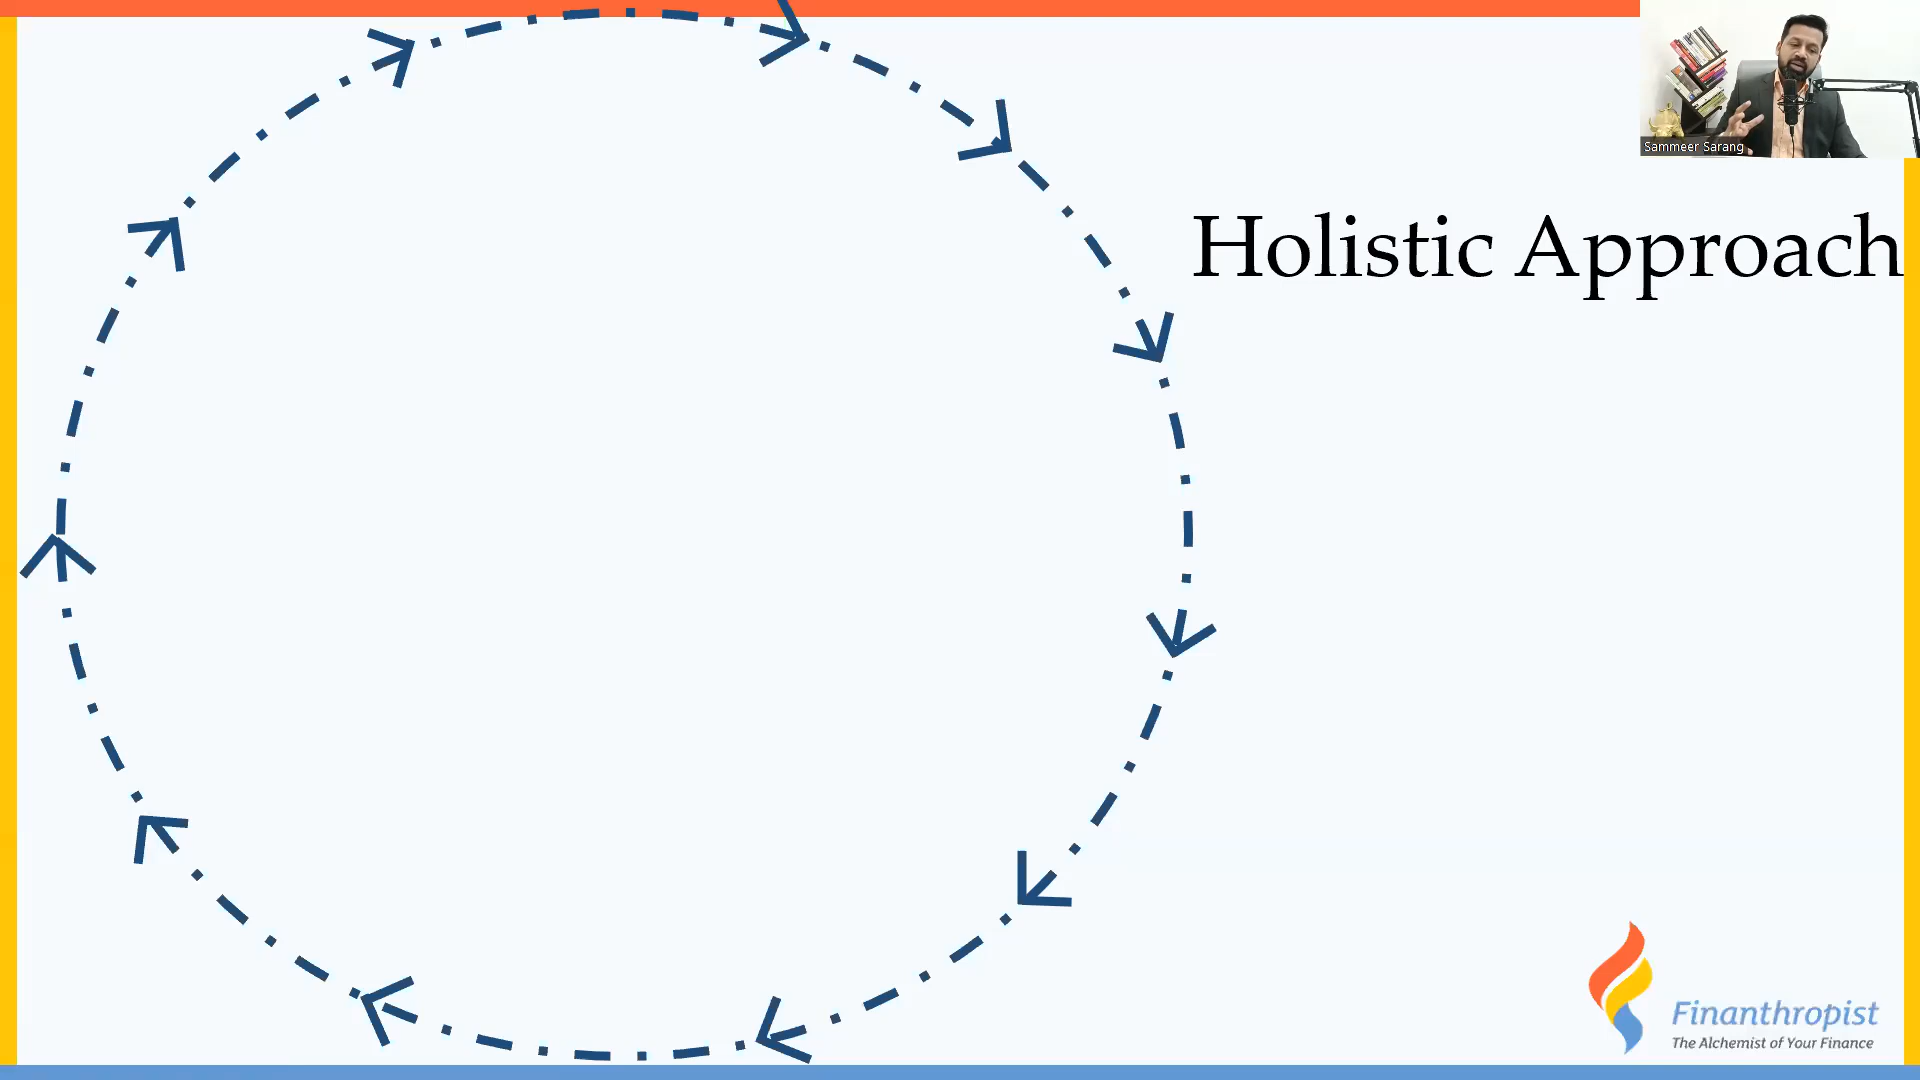 Sammeer Sarang
Holistic Approach
Finanthropist
The Alchemist of Your Finance